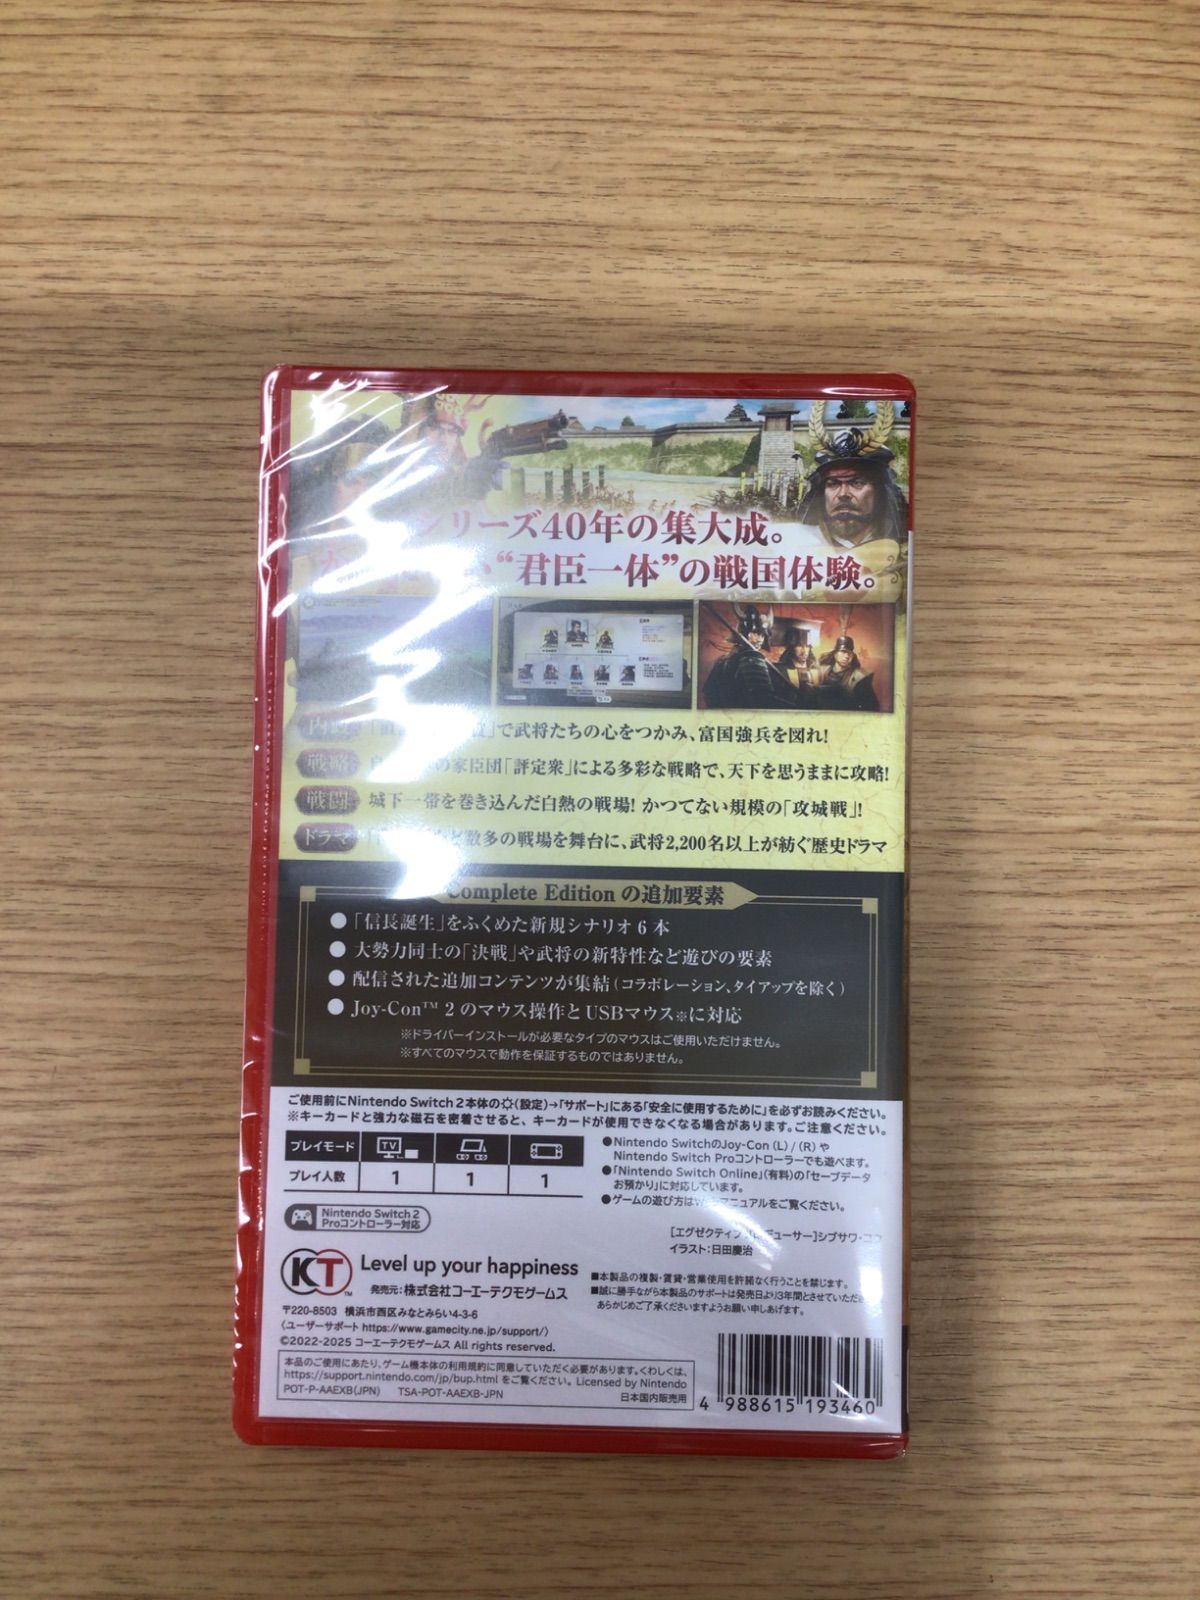 シリーズ40年の集大成。
“君臣一体”の戦国体験。
で武将たちの心をつかみ、富国強兵を図れ!
戦略 の家臣団「評定衆」による多彩な戦略で、天下を思うままに攻略!
戦闘 城下一帯を巻き込んだ白熱の戦場! かつてない規模の「攻城戦」!
ドラマ 数多の戦場を舞台に、武将2,200名以上が紡ぐ歴史ドラマ
Complete Edition の追加要素
●「信長誕生」をふくめた新規シナリオ 6 本
● 大勢力同士の「決戦」や武将の新特性など遊びの要素
● 配信された追加コンテンツが集結(コラボレーション、タイアップを除く)
● Joy-Con™ 2 のマウス操作と USBマウス※に対応
※ドライバーインストールが必要なタイプのマウスはご使用いただけません。
※すべてのマウスで動作を保証するものではありません。
ご使用前にNintendo Switch 2本体の(設定)→「サポート」にある「安全に使用するために」を必ずお読みください。
※キーカードと強力な磁石を密着させると、キーカードが使用できなくなる場合があります。ご注意ください。
プレイモード TV
プレイ人数 1 1 1
●Nintendo SwitchのJoy-Con (L) / (R) や
Nintendo Switch Proコントローラーでも遊べます。
●「Nintendo Switch Online」(有料)の「セーブデータ
お預かり」に対応しています。
●ゲームの遊び方は マニュアルをご覧ください。
Nintendo Switch 2
Proコントローラー対応
[エグゼクティブ デューサー]シブサワ・コウ
イラスト:日田慶治
KT™ Level up your happiness
発売元:株式会社コーエーテクモゲームス
■本製品の複製・賃貸・営業使用を許諾なく行うことを禁じます。
■誠に勝手ながら本製品のサポートは発売日より3年間とさせていただ
あらかじめご了承くださいますようお願い申しあげます。
〒220-8503 横浜市西区みなとみらい4-3-6
〈ユーザーサポート https://www.gamecity.ne.jp/support/〉
©2022-2025 コーエーテクモゲームス All rights reserved.
本品のご使用にあたり、ゲーム機本体の利用規約に同意していただく必要があります。くわしくは、
https://support.nintendo.com/jp/bup.html をご覧ください。 Licensed by Nintendo
POT-P-AAEXB(JPN) TSA-POT-AAEXB-JPN 日本国内販売用
4 988615 193460